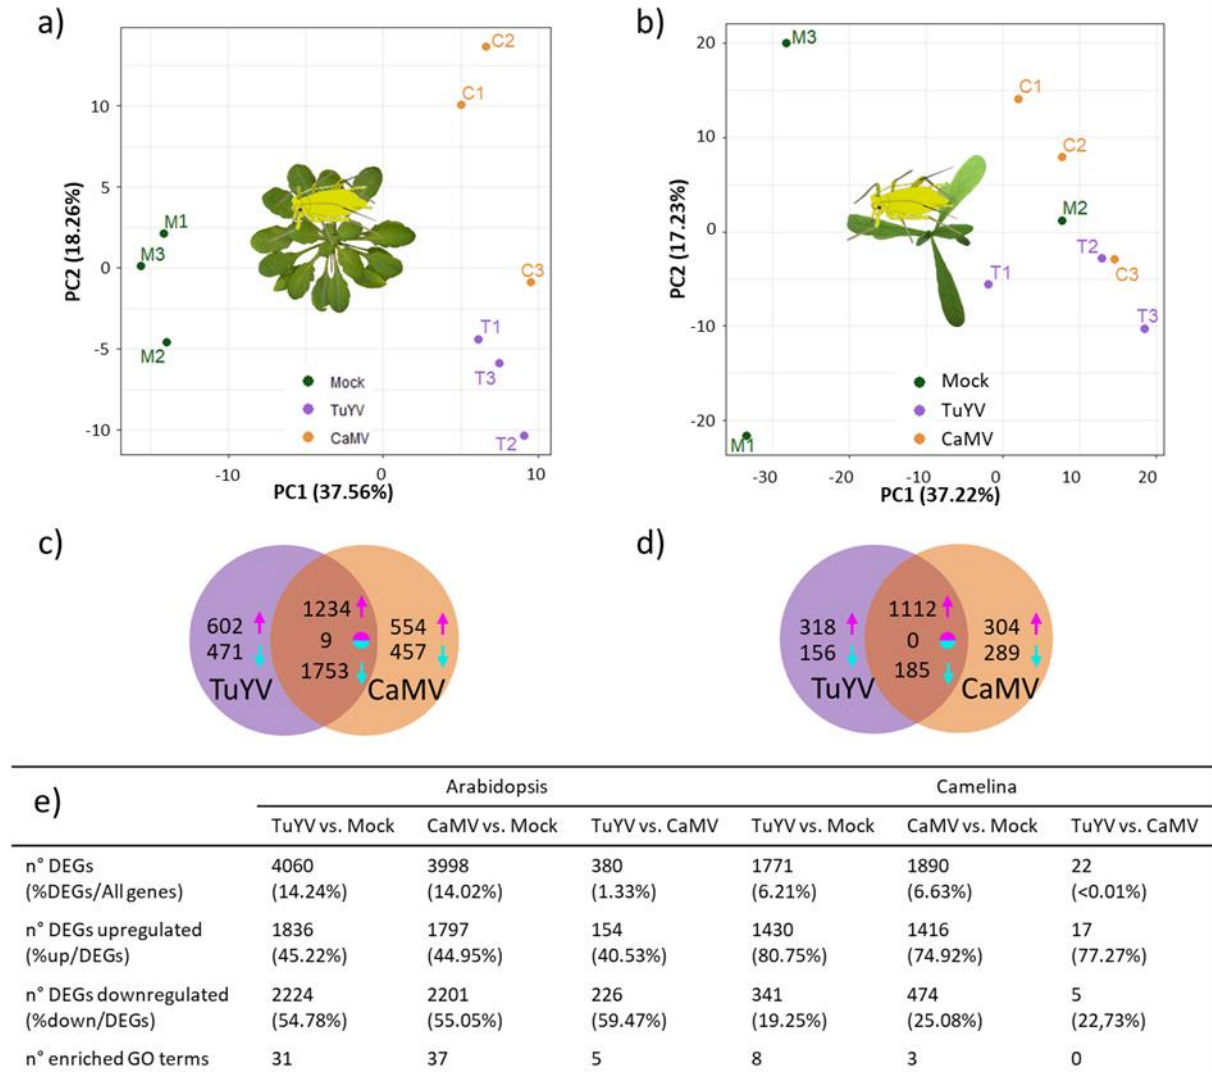 a)
C2
C1
M1
M3
C3
T1
M2
T3
T2
Mock
TuYV
CaMV
10
5
0
-5
-10
-10
0
10
PC1 (37.56%)
PC2 (18.26%)
b)
M3
C1
C2
M2
T2
C3
T1
T3
M1
Mock
TuYV
CaMV
20
10
0
-10
-20
-30
-20
-10
0
10
20
PC1 (37.22%)
PC2 (17.23%)
c)
602
471
TuYV
1234
9
1753
554
457
CaMV
d)
318
156
TuYV
1112
0
185
304
289
CaMV
e)
Arabidopsis Camelina
TuYV vs. Mock CaMV vs. Mock TuYV vs. CaMV TuYV vs. Mock CaMV vs. Mock TuYV vs. CaMV
n° DEGs 4060 3998 380 1771 1890 22
(%DEGs/All genes) (14.24%) (14.02%) (1.33%) (6.21%) (6.63%) (<0.01%)
n° DEGs upregulated 1836 1797 154 1430 1416 17
(%up/DEGs) (45.22%) (44.95%) (40.53%) (80.75%) (74.92%) (77.27%)
n° DEGs downregulated 2224 2201 226 341 474 5
(%down/DEGs) (54.78%) (55.05%) (59.47%) (19.25%) (25.08%) (22,73%)
n° enriched GO terms 31 37 5 8 3 0